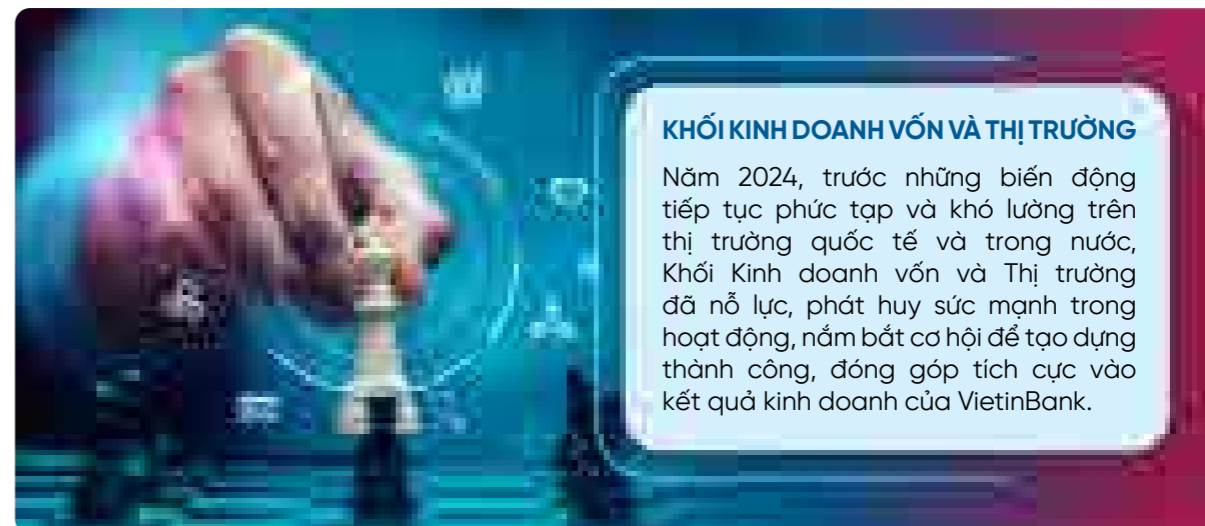 KHỐI KINH DOANH VỐN VÀ THỊ TRƯỜNG
Năm 2024, trước những biến động
tiếp tục phức tạp và khó lường trên
thị trường quốc tế và trong nước,
Khối Kinh doanh vốn và Thị trường
đã nỗ lực, phát huy sức mạnh trong
hoạt động, nắm bắt cơ hội để tạo dựng
thành công, đóng góp tích cực vào
kết quả kinh doanh của VietinBank.